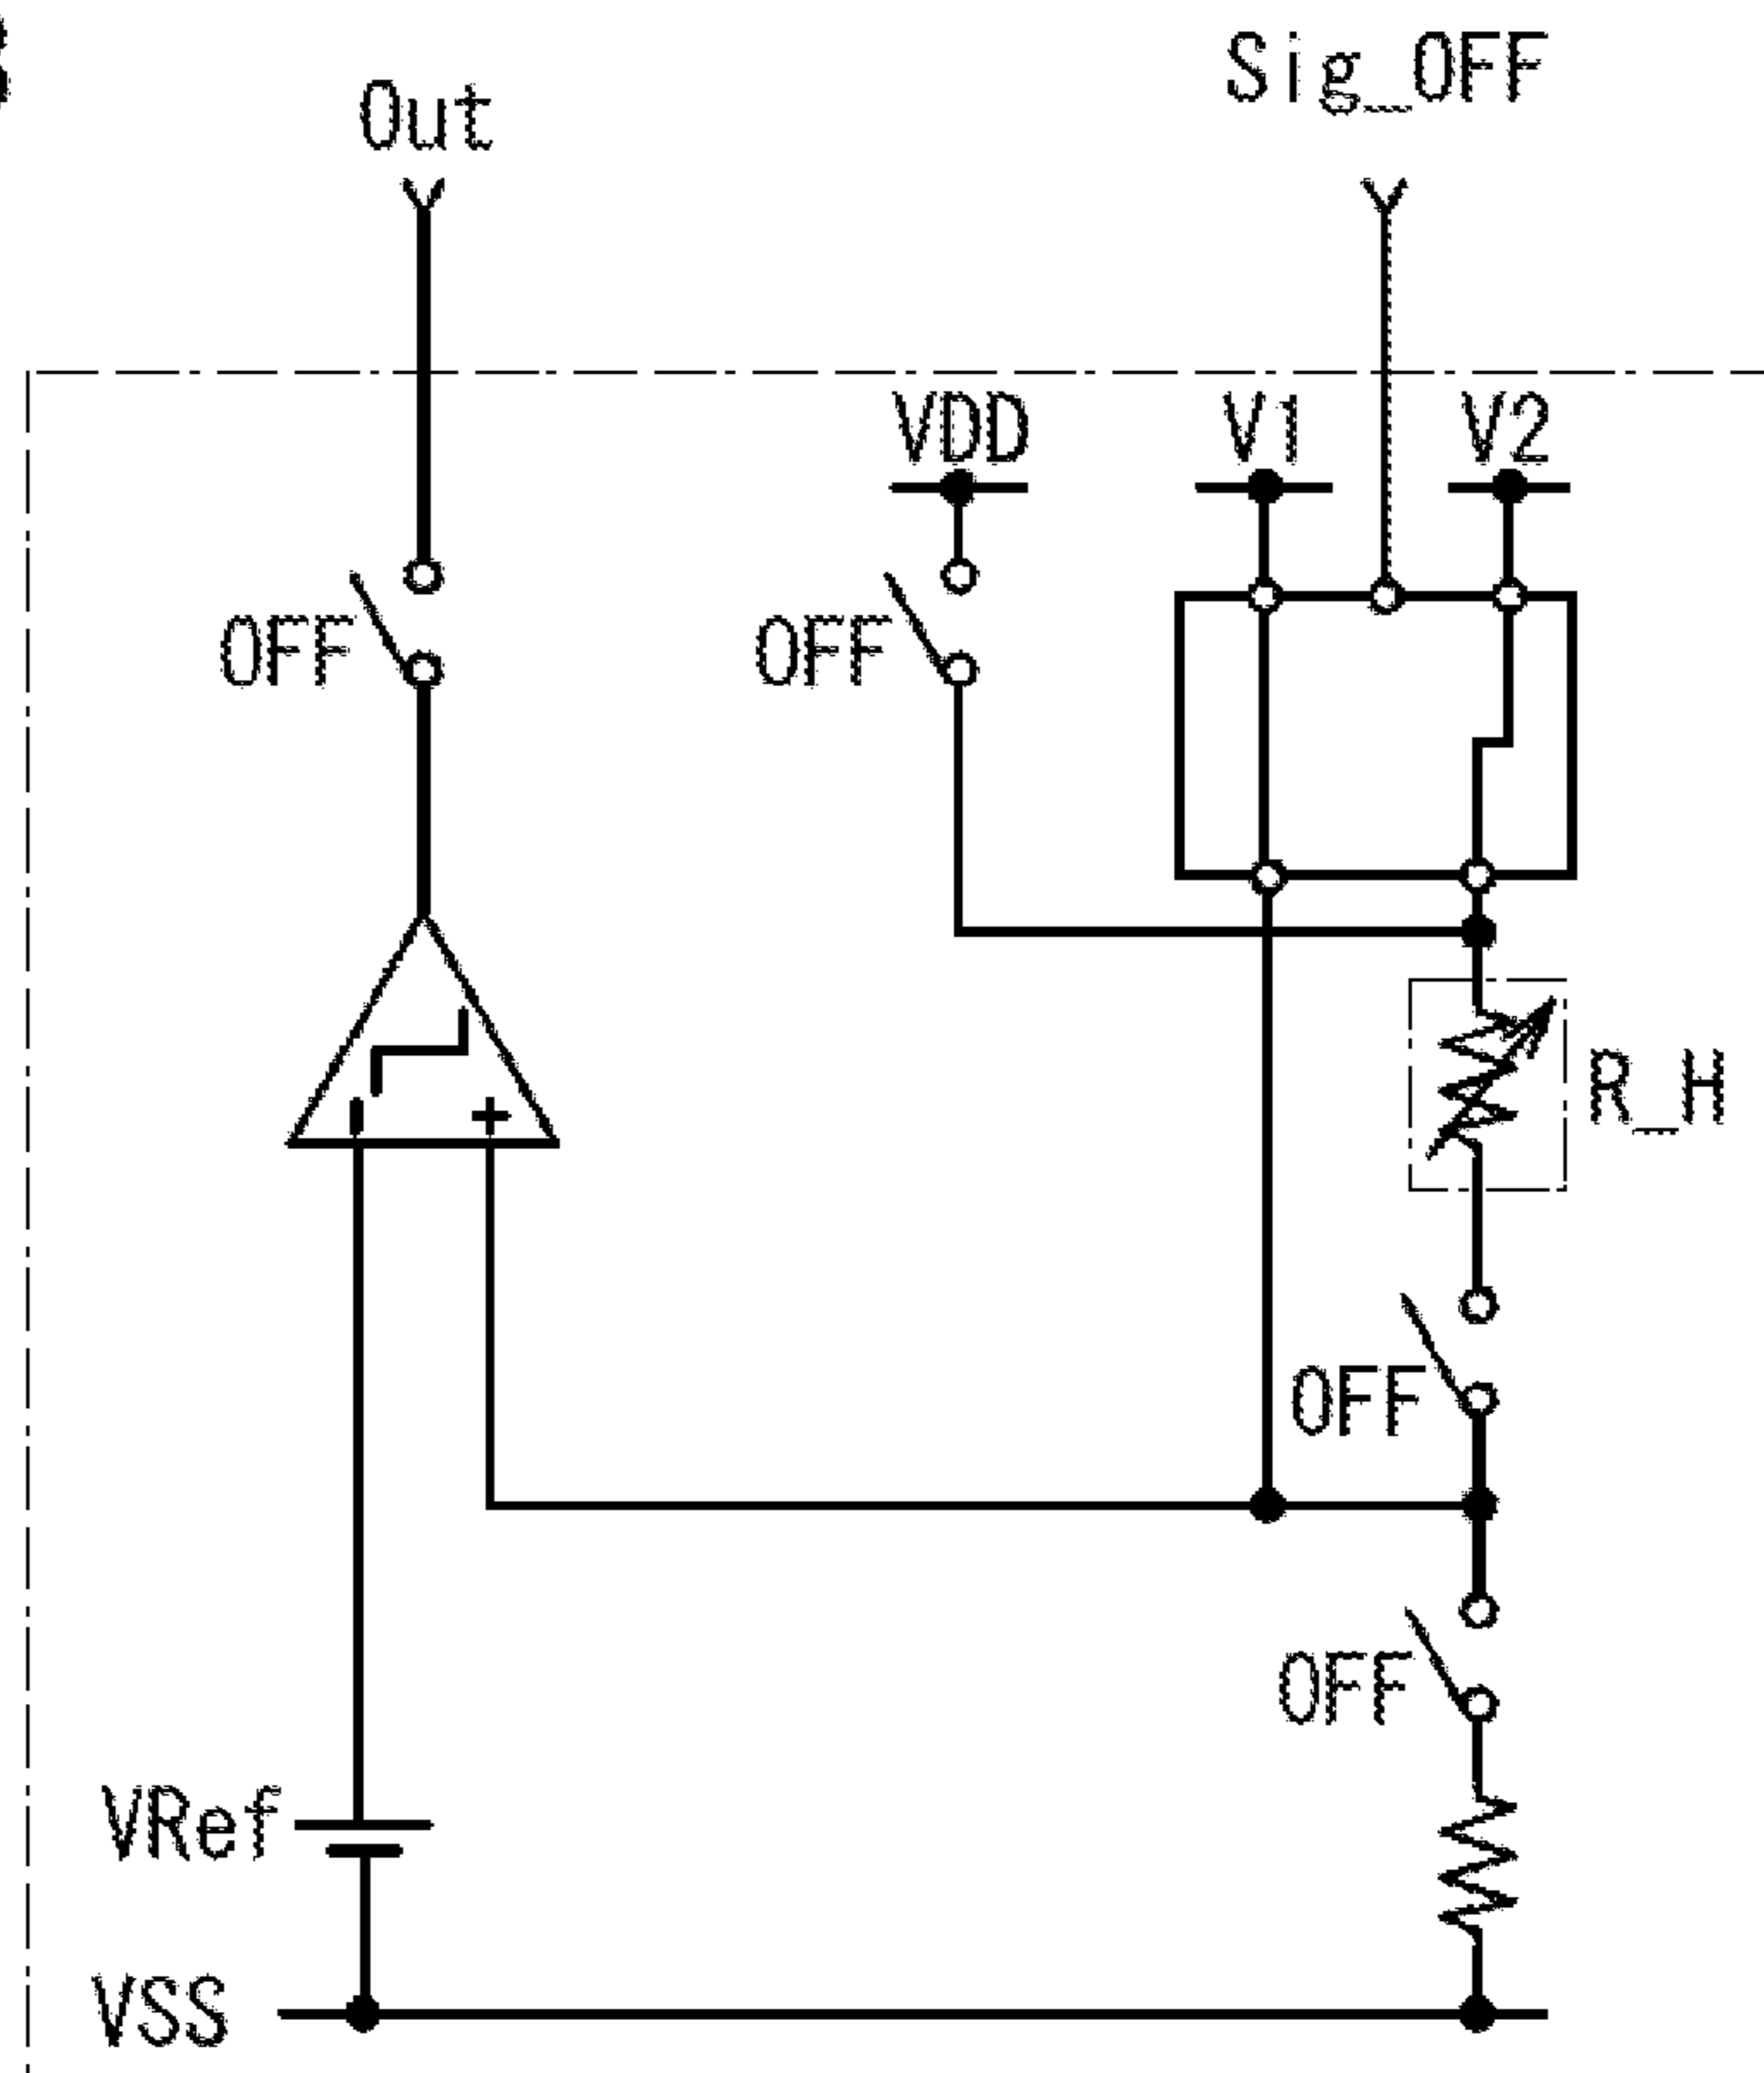 Sig_OFF
Out
VDD
V1
V2
OFF
OFF
R_H
- +
OFF
OFF
VRef
VSS